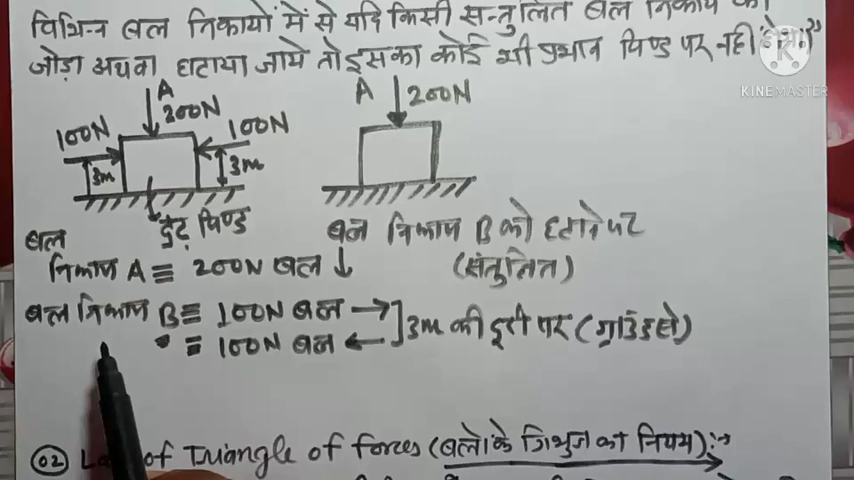 विभिन्न बल निकायों में से यदि किसी सन्तुलित बल निकाय को
जोड़ा अथवा घटाया जाये तो इसका कोई भी प्रभाव पिण्ड पर नही
KINEMASTER
A
200N
100N
100N
3m
3m
A
200N
ईट पिण्ड
बल निकाय B को हटाने पर
(संतुलित)
बल
निकाय A ≡ 200N बल ↓
बल निकाय B ≡ 100N बल →
≡ 100N बल ←
] 3m की दूरी पर (ग्राउंड से)
02 of Triangle of forces (बलो के त्रिभुज का नियम) :→